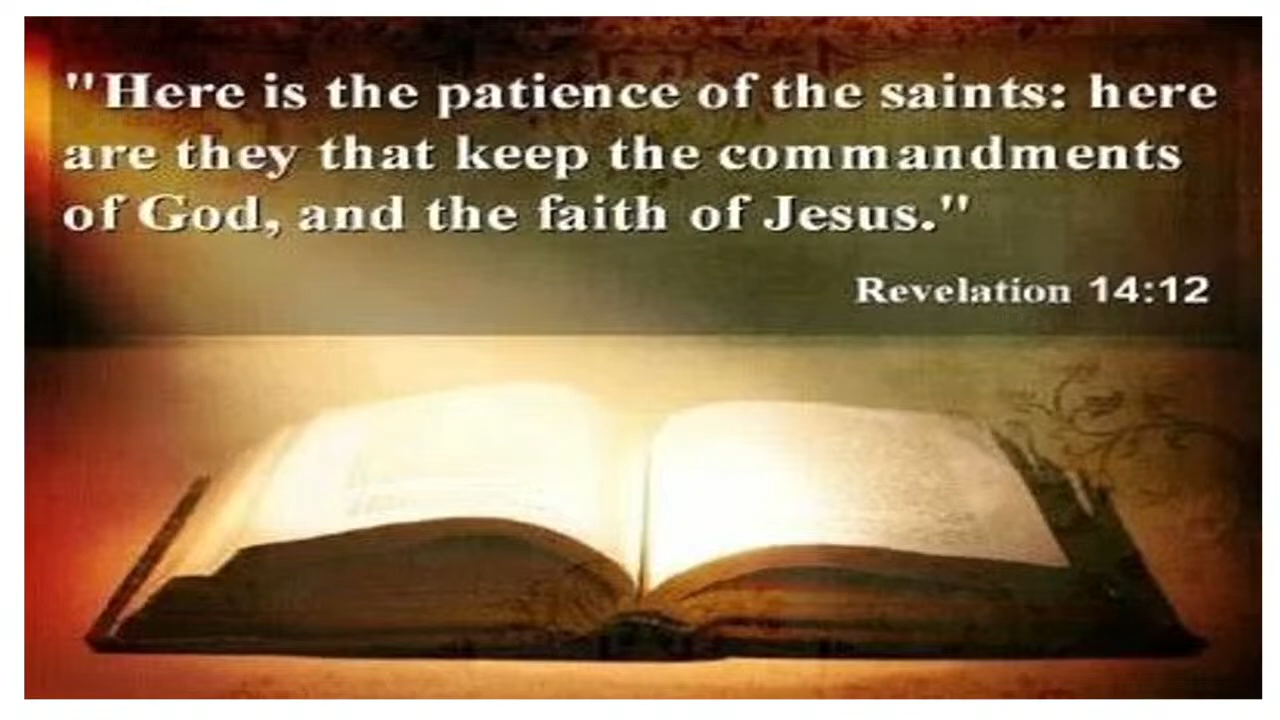 "Here is the patience of the saints: here
are they that keep the commandments
of God, and the faith of Jesus."
Revelation 14:12